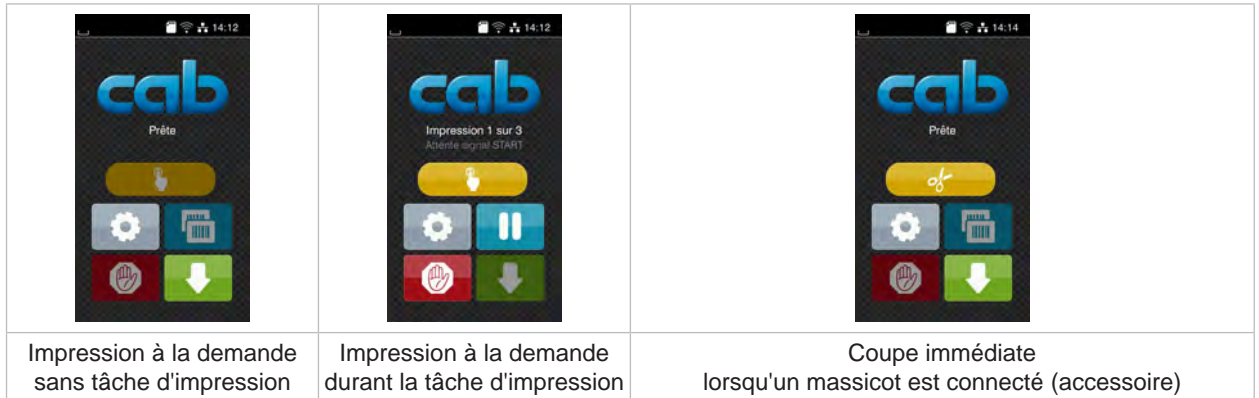 14:12
cab
Prête
14:12
cab
Impression 1 sur 3
Attente signal START
14:14
cab
Prête
Impression à la demande
sans tâche d'impression
Impression à la demande
durant la tâche d'impression
Coupe immédiate
lorsqu'un massicot est connecté (accessoire)